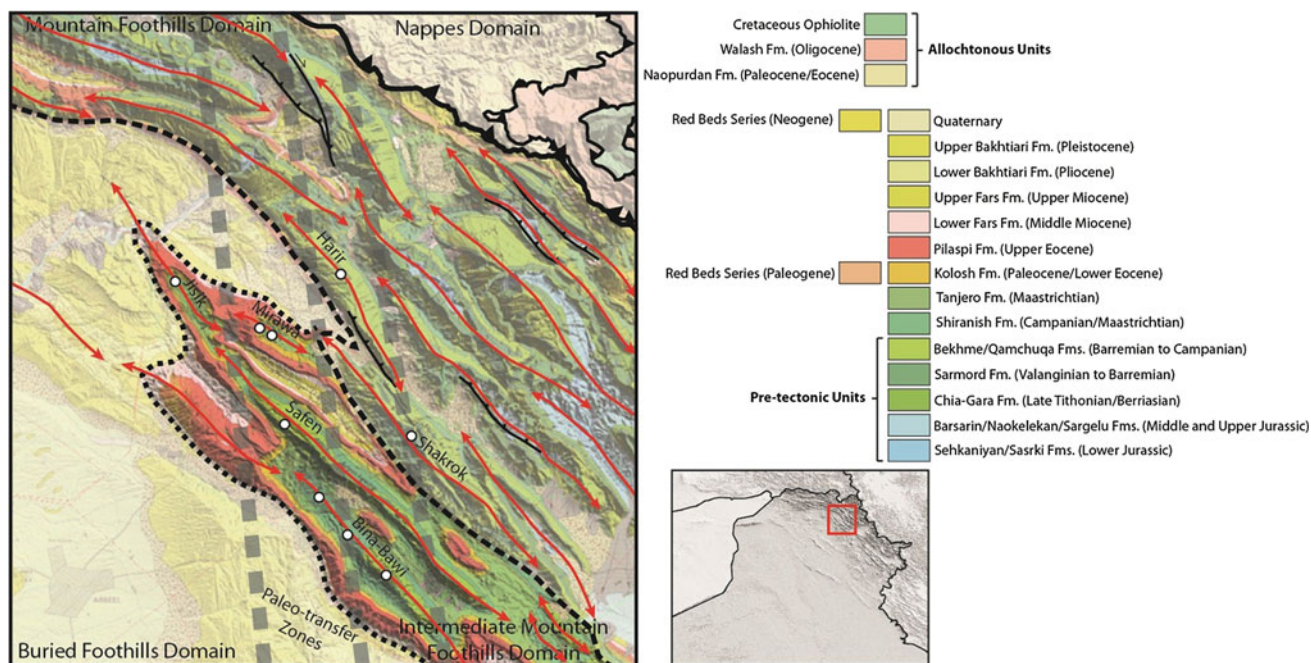 Mountain Foothills Domain
Nappes Domain
Harir
Jisjk
Mirawa
Safen
Shakrok
Bina-Bawi
Paleo-transfer
Zones
Intermediate Mountain
Foothills Domain
Buried Foothills Domain
Cretaceous Ophiolite
Walash Fm. (Oligocene)
Naopurdan Fm. (Paleocene/Eocene)
Allochtonous Units
Red Beds Series (Neogene)
Quaternary
Upper Bakhtiari Fm. (Pleistocene)
Lower Bakhtiari Fm. (Pliocene)
Upper Fars Fm. (Upper Miocene)
Lower Fars Fm. (Middle Miocene)
Pilaspi Fm. (Upper Eocene)
Red Beds Series (Paleogene)
Kolosh Fm. (Paleocene/Lower Eocene)
Tanjero Fm. (Maastrichtian)
Shiranish Fm. (Campanian/Maastrichtian)
Pre-tectonic Units
Bekhme/Qamchuqa Fms. (Barremian to Campanian)
Sarmord Fm. (Valanginian to Barremian)
Chia-Gara Fm. (Late Tithonian/Berriasian)
Barsarin/Naokelekan/Sargelu Fms. (Middle and Upper Jurassic)
Sehkaniyan/Sasrki Fms. (Lower Jurassic)